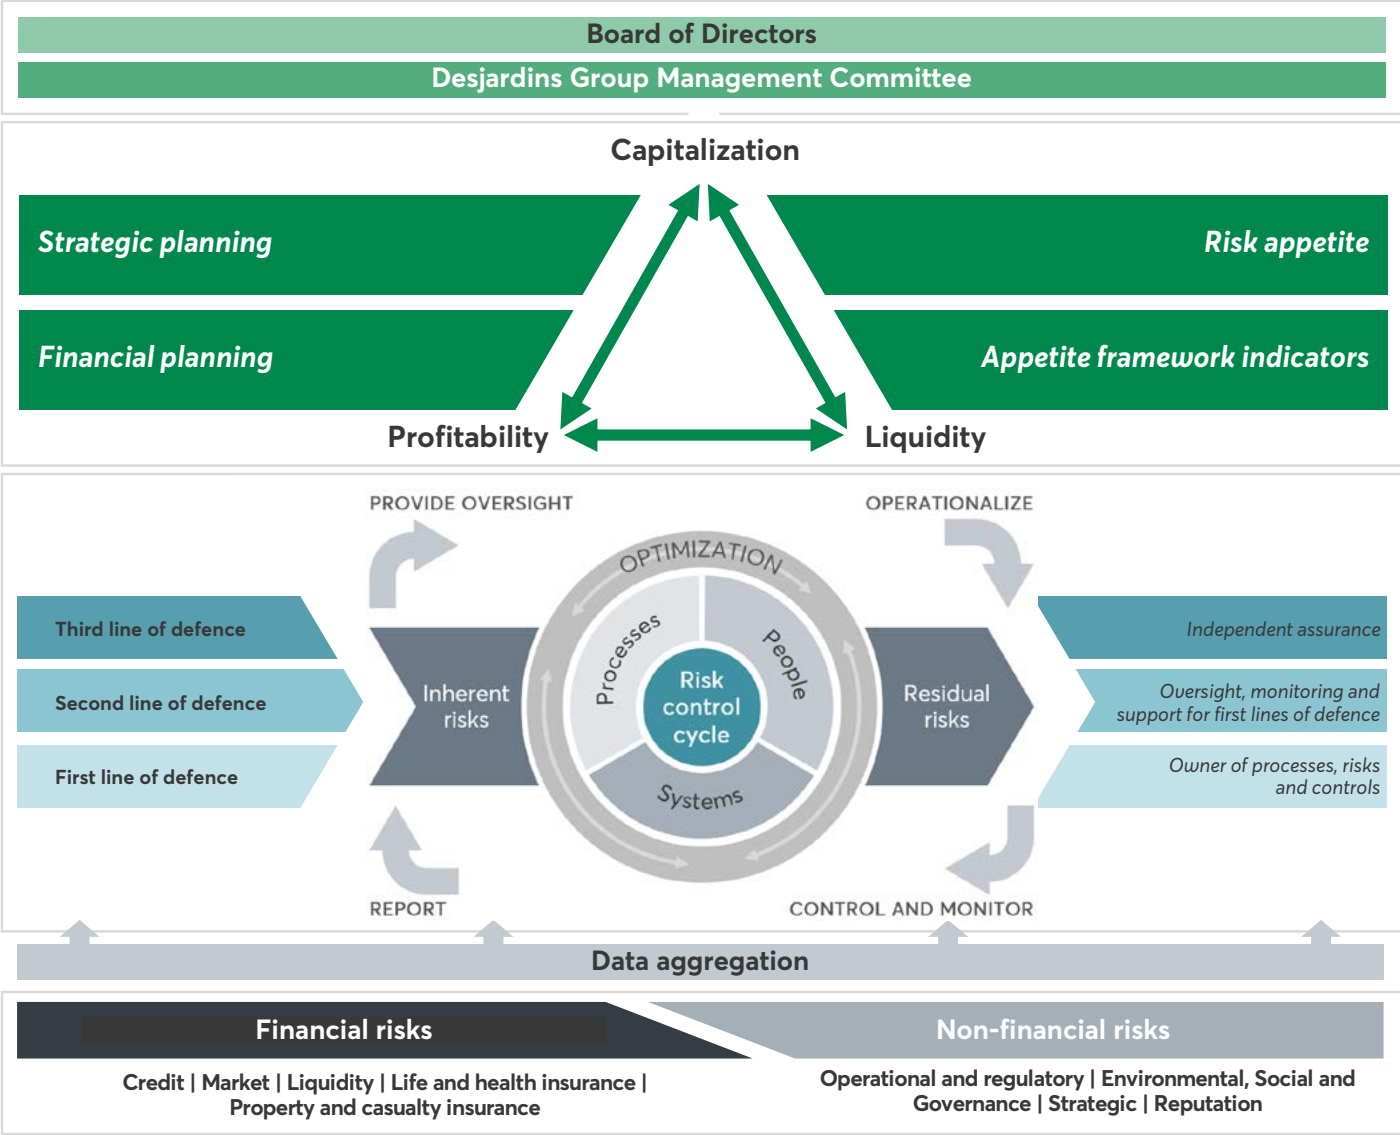 Board of Directors
Desjardins Group Management Committee
Capitalization
Strategic planning
Risk appetite
Financial planning
Appetite framework indicators
Profitability
Liquidity
PROVIDE OVERSIGHT
OPERATIONALIZE
OPTIMIZATION
Processes
People
Systems
Risk
control
cycle
Inherent
risks
Residual
risks
Third line of defence
Second line of defence
First line of defence
Independent assurance
Oversight, monitoring and
support for first lines of defence
Owner of processes, risks
and controls
REPORT
CONTROL AND MONITOR
Data aggregation
Financial risks
Non-financial risks
Credit | Market | Liquidity | Life and health insurance |
Property and casualty insurance
Operational and regulatory | Environmental, Social and
Governance | Strategic | Reputation